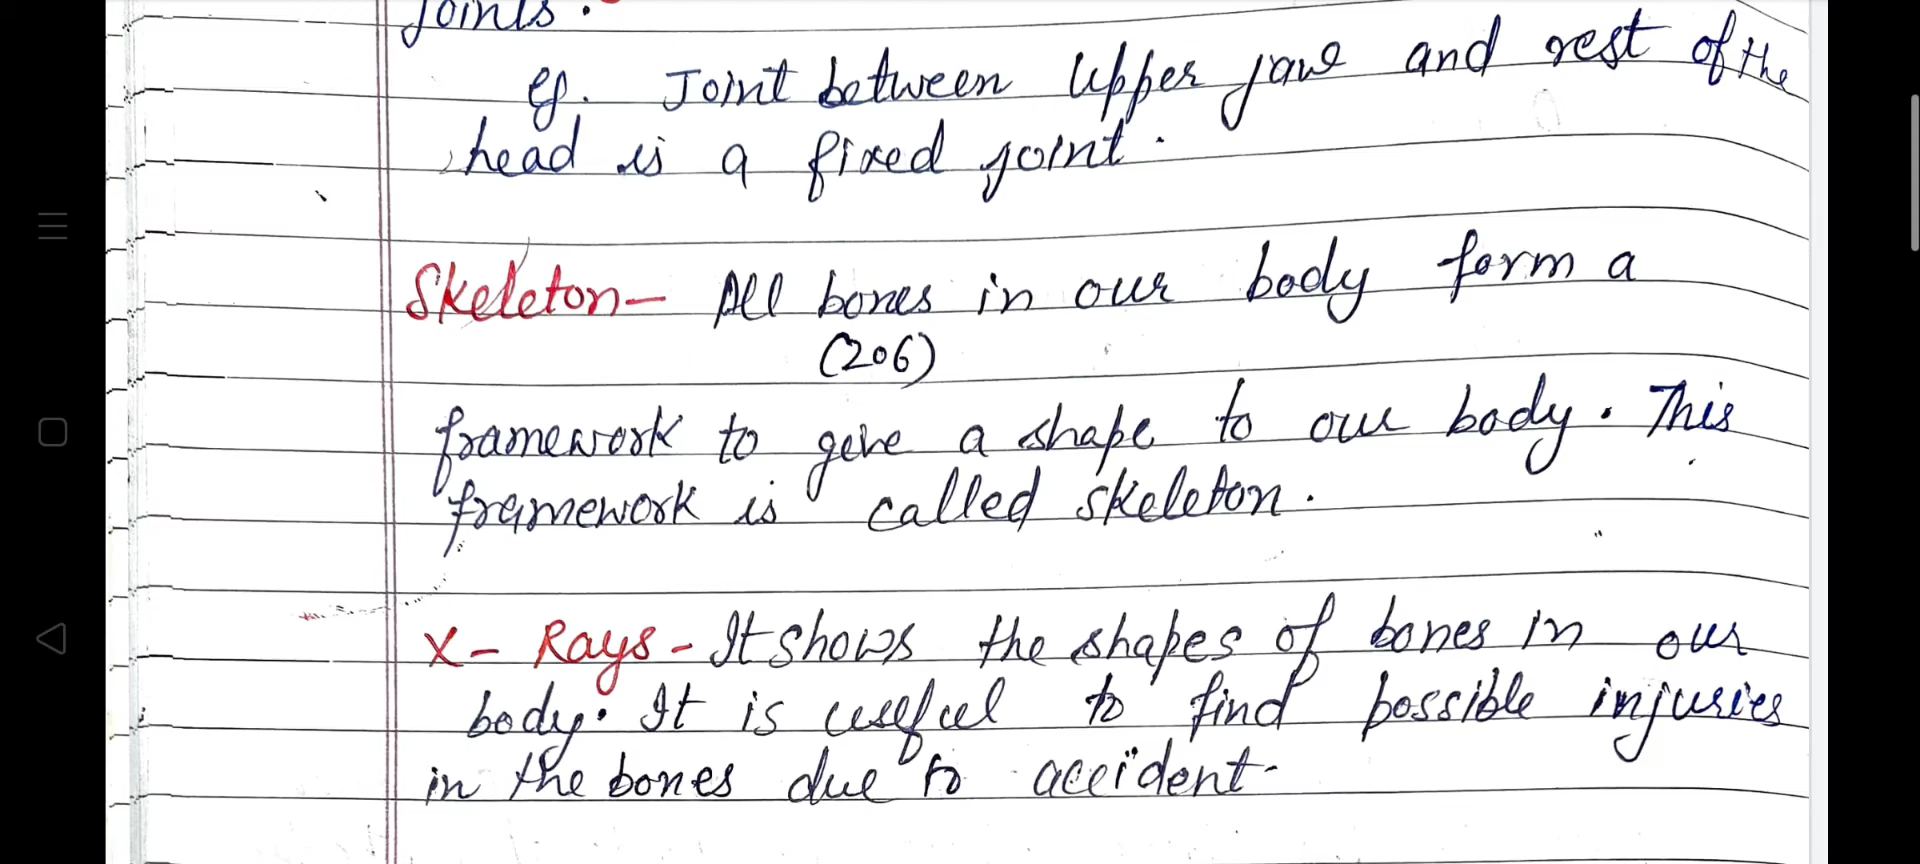 Joints.
eg. Joint between Upper jaw and rest of the
head is a fixed joint.
Skeleton- All bones in our body form a
(206)
framework to geve a shape to our body. This
framework is called skeleton.
X- Rays - It shows the shapes of bones in our
body. It is useful to find possible injuries
in the bones due to accident-